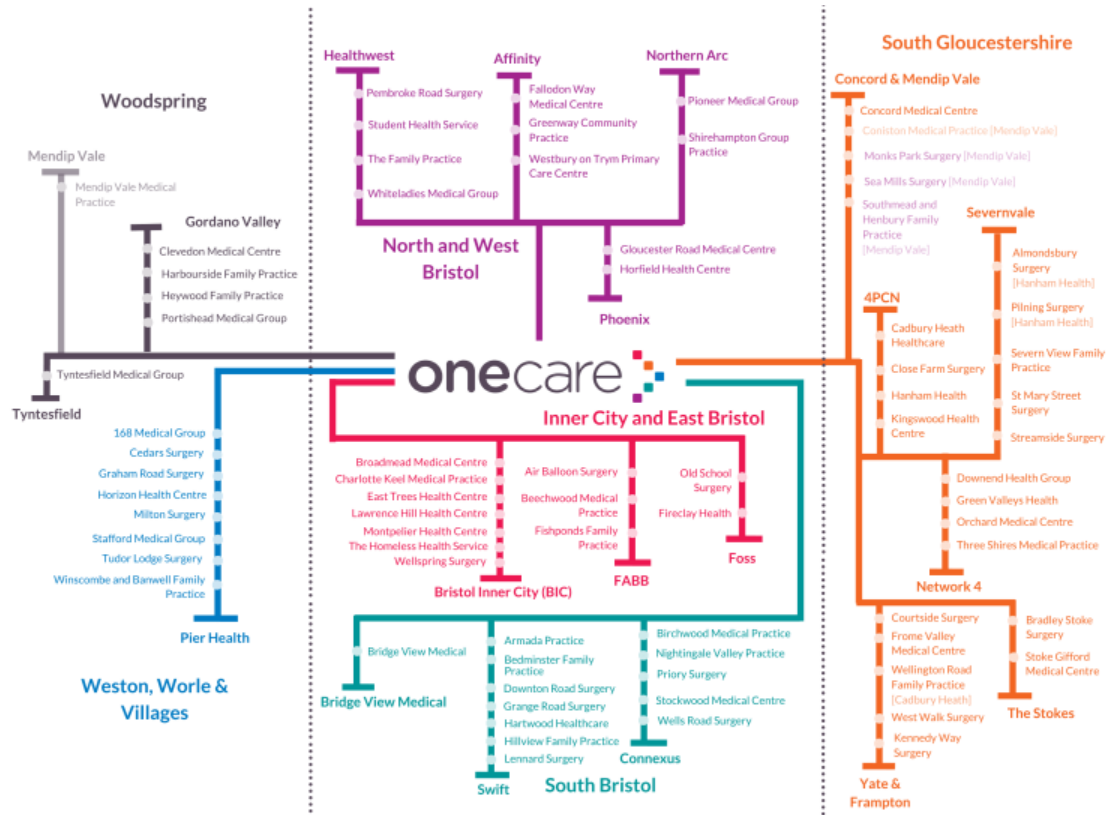 Woodspring
Mendip Vale
Mendip Vale Medical
Practice
Gordano Valley
Clevedon Medical Centre
Harbourside Family Practice
Heywood Family Practice
Portishead Medical Group
Tyntesfield Medical Group
Tyntesfield
168 Medical Group
Cedars Surgery
Graham Road Surgery
Horizon Health Centre
Milton Surgery
Stafford Medical Group
Tudor Lodge Surgery
Winscombe and Banwell Family
Practice
Pier Health
Weston, Worle &
Villages
Healthwest
Pembroke Road Surgery
Student Health Service
The Family Practice
Whiteladies Medical Group
Affinity
Fallodon Way
Medical Centre
Greenway Community
Practice
Westbury on Trym Primary
Care Centre
Northern Arc
Pioneer Medical Group
Shirehampton Group
Practice
North and West
Bristol
Gloucester Road Medical Centre
Horfield Health Centre
Phoenix
onecare
Inner City and East Bristol
Broadmead Medical Centre
Charlotte Keel Medical Practice
East Trees Health Centre
Lawrence Hill Health Centre
Montpelier Health Centre
The Homeless Health Service
Wellspring Surgery
Bristol Inner City (BIC)
Air Balloon Surgery
Beechwood Medical
Practice
Fishponds Family
Practice
FABB
Old School
Surgery
Fireclay Health
Foss
Bridge View Medical
Bridge View Medical
Armada Practice
Bedminster Family
Practice
Downton Road Surgery
Grange Road Surgery
Hartwood Healthcare
Hillview Family Practice
Lennard Surgery
Swift
Birchwood Medical Practice
Nightingale Valley Practice
Priory Surgery
Stockwood Medical Centre
Wells Road Surgery
Connexus
South Bristol
South Gloucestershire
Concord & Mendip Vale
Concord Medical Centre
Coniston Medical Practice [Mendip Vale]
Monks Park Surgery [Mendip Vale]
Sea Mills Surgery [Mendip Vale]
Southmead and
Henbury Family
Practice
[Mendip Vale]
Severnvale
Almondsbury
Surgery
[Hanham Health]
Pilning Surgery
[Hanham Health]
Severn View Family
Practice
St Mary Street
Surgery
Streamside Surgery
4PCN
Cadbury Heath
Healthcare
Close Farm Surgery
Hanham Health
Kingswood Health
Centre
Downend Health Group
Green Valleys Health
Orchard Medical Centre
Three Shires Medical Practice
Network 4
Courtside Surgery
Frome Valley
Medical Centre
Wellington Road
Family Practice
[Cadbury Heath]
West Walk Surgery
Kennedy Way
Surgery
Yate &
Frampton
Bradley Stoke
Surgery
Stoke Gifford
Medical Centre
The Stokes